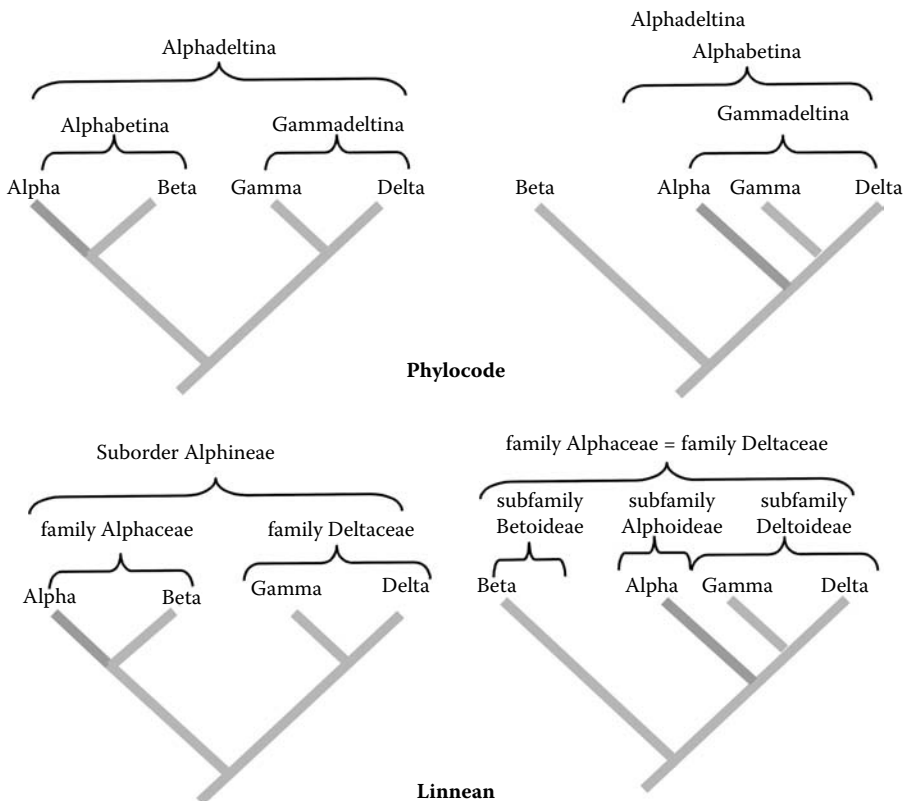 Alphadeltina
Alphadeltina
Alphabetina
Alphabetina
Gammadeltina
Gammadeltina
Alpha
Beta
Gamma
Delta
Beta
Alpha
Gamma
Delta
Phylocode
Suborder Alphineae
family Alphaceae = family Deltaceae
family Alphaceae
family Deltaceae
subfamily
Betoideae
subfamily
Alphoideae
subfamily
Deltoideae
Alpha
Beta
Gamma
Delta
Beta
Alpha
Gamma
Delta
Linnean